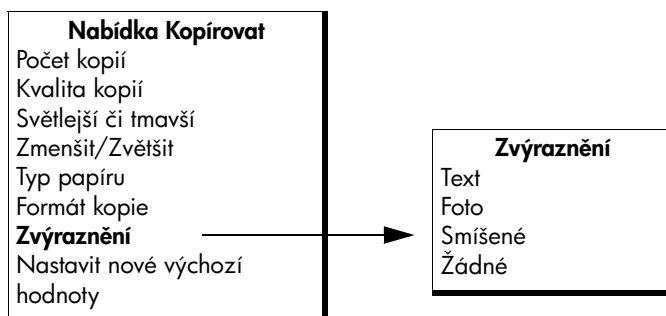 Nabídka Kopírovat
Počet kopií
Kvalita kopií
Světlejší či tmavší
Zmenšit/Zvětšit
Typ papíru
Formát kopie
Zvýraznění
Nastavit nové výchozí
hodnoty
Zvýraznění
Text
Foto
Smíšené
Žádné